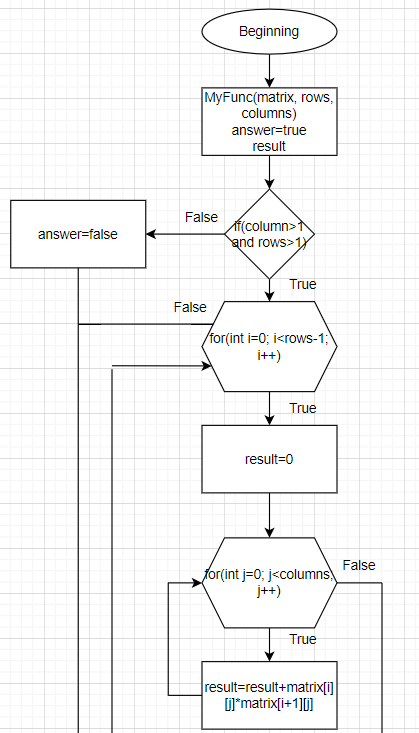 Beginning
MyFunc(matrix, rows,
columns)
answer=true
result
False
if(column>1
and rows>1)
answer=false
True
False
for(int i=0; i<rows-1;
i++)
True
result=0
for(int j=0; j<columns;
j++)
False
True
result=result+matrix[i]
[j]*matrix[i+1][j]